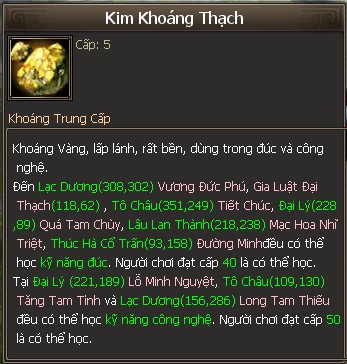 Kim Khoáng Thạch
Cấp: 5
Khoáng Trung Cấp
Khoáng Vàng, lấp lánh, rất bền, dùng trong đúc và công
nghệ.
Đến Lạc Dương(308,302) Vương Đức Phú, Gia Luật Đại
Thạch(118,62) , Tô Châu(351,249) Tiết Chúc, Đại Lý(228
,89) Quá Tam Chùy, Lâu Lan Thành(218,238) Mạc Hoa Nhĩ
Triệt, Thúc Hà Cổ Trấn(93,158) Đường Minhđều có thể
học kỹ năng đúc. Người chơi đạt cấp 40 là có thể học.
Tại Đại Lý (221,189) Lỗ Minh Nguyệt, Tô Châu(109,130)
Tăng Tam Tinh và Lạc Dương(156,286) Long Tam Thiếu
đều có thể học kỹ năng công nghệ. Người chơi đạt cấp 50
là có thể học.